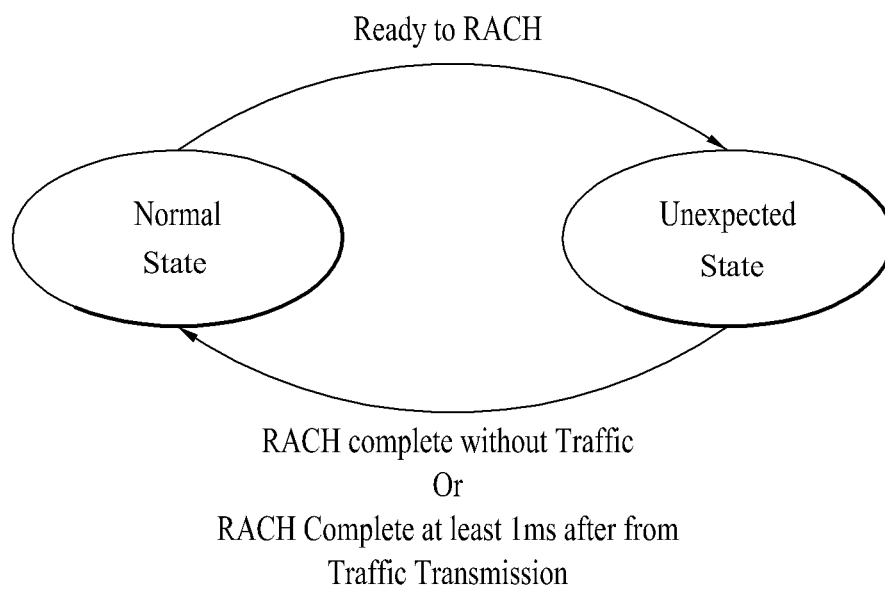 Ready to RACH
Normal
State
Unexpected
State
RACH complete without Traffic
Or
RACH Complete at least 1ms after from
Traffic Transmission